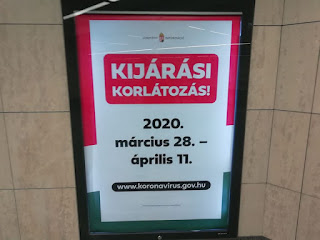 KIJÁRÁSI
KORLÁTOZÁS!
2020.
március 28. –
április 11.
www.koronavirus.gov.hu